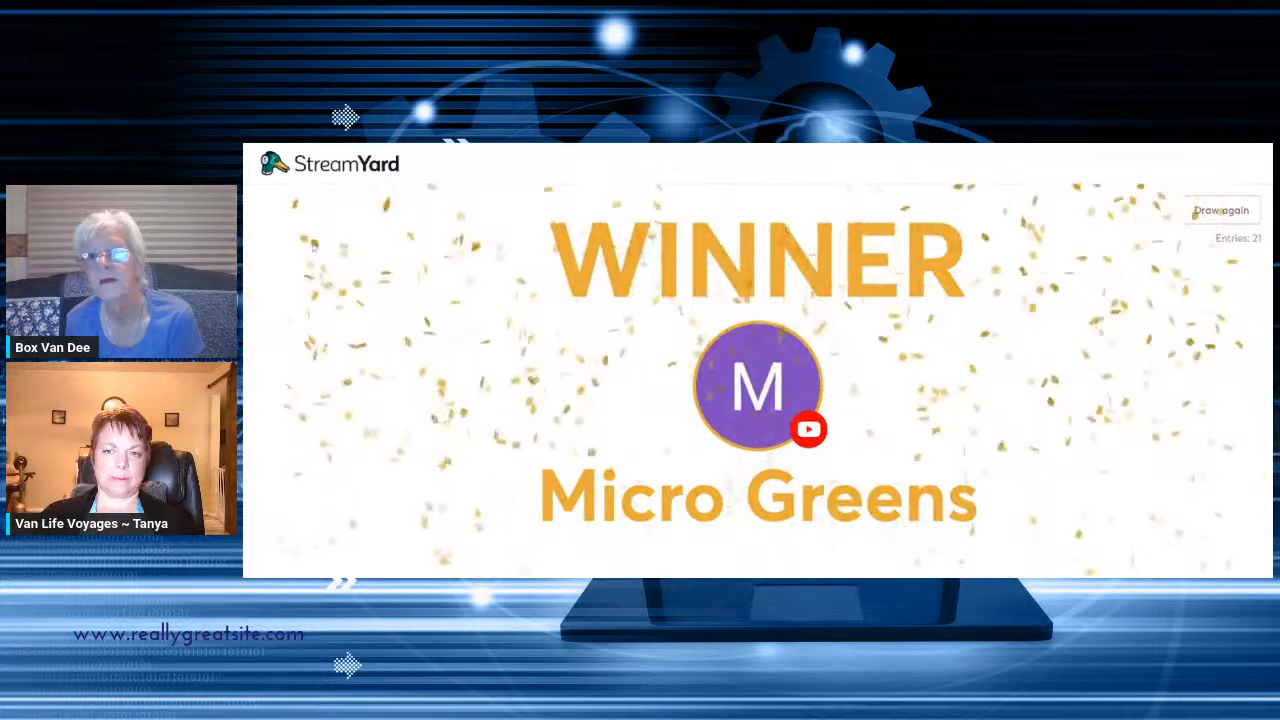 StreamYard
Draw again
Entries: 21
WINNER
M
Micro Greens
Box Van Dee
Van Life Voyages ~ Tanya
www.reallygreatsite.com